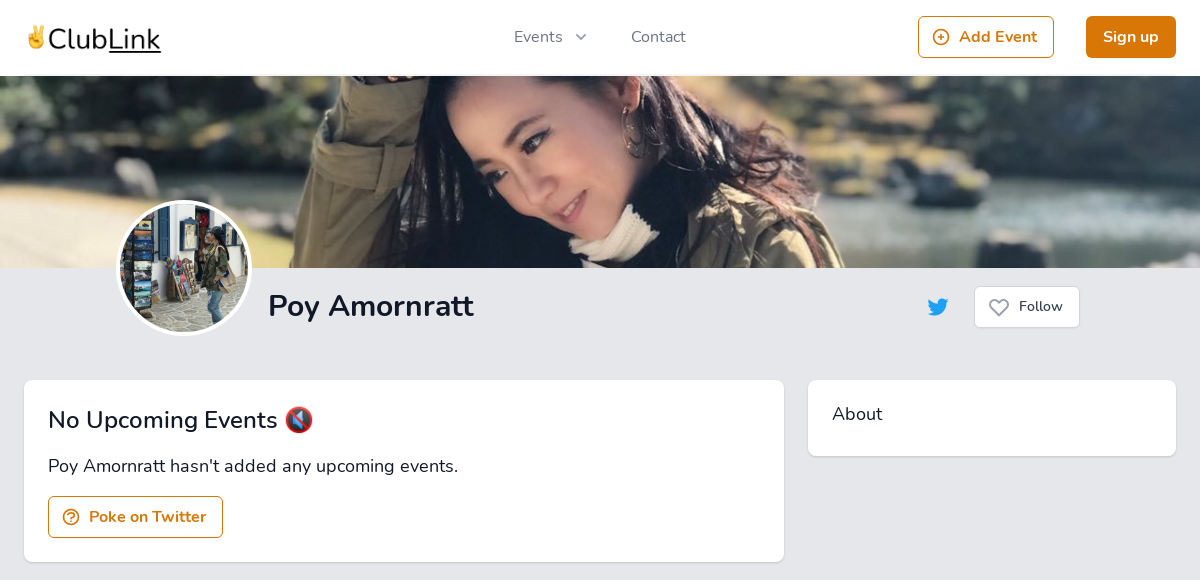 ✌️ClubLink
Events
Contact
Add Event
Sign up
Poy Amornratt
Follow
No Upcoming Events 🔇
Poy Amornratt hasn't added any upcoming events.
Poke on Twitter
About